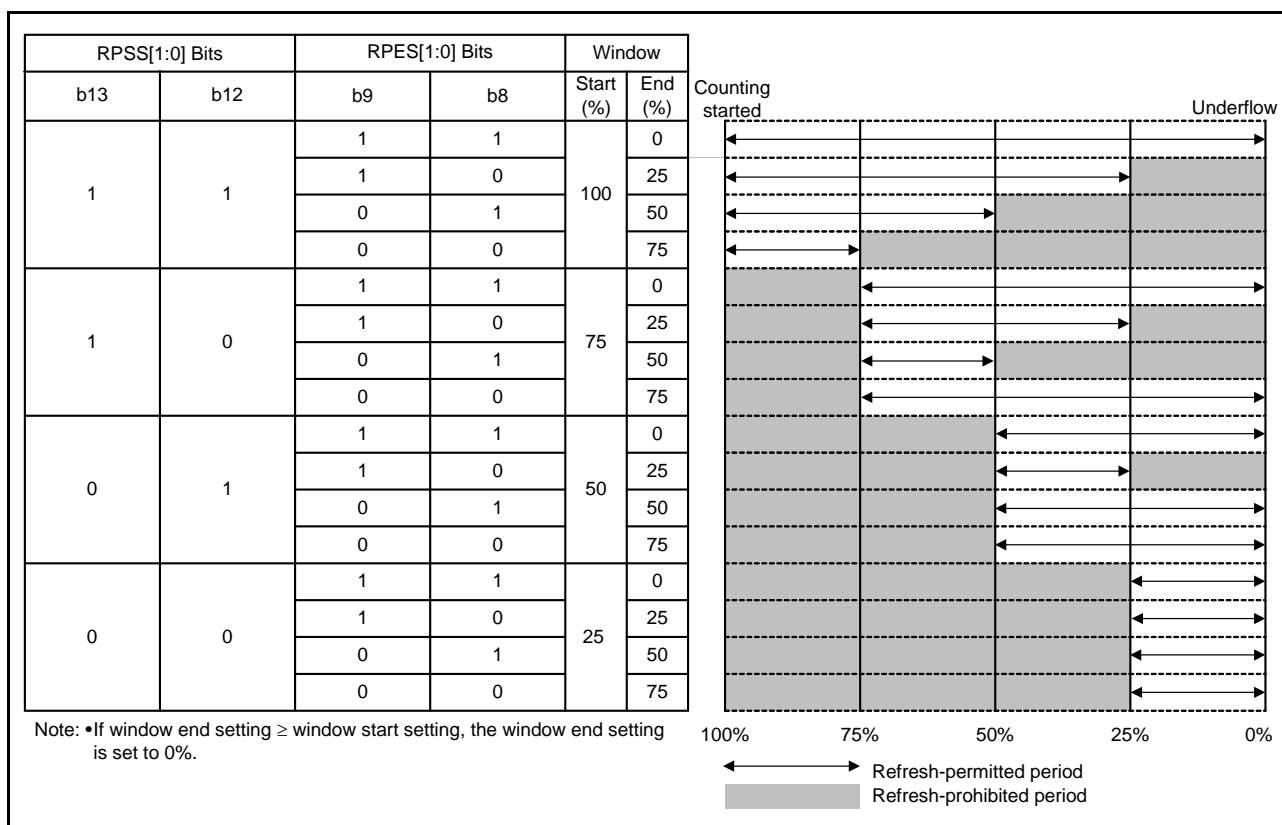 RPSS[1:0] Bits RPES[1:0] Bits Window
b13 b12 b9 b8 Start (%) End (%)
1 1 1 1 100 0
1 0 25
0 1 50
0 0 75
1 0 1 1 75 0
1 0 25
0 1 50
0 0 75
0 1 1 1 50 0
1 0 25
0 1 50
0 0 75
0 0 1 1 25 0
1 0 25
0 1 50
0 0 75
Note: •If window end setting ≥ window start setting, the window end setting
is set to 0%.
Counting
started
Underflow
100% 75% 50% 25% 0%
Refresh-permitted period
Refresh-prohibited period